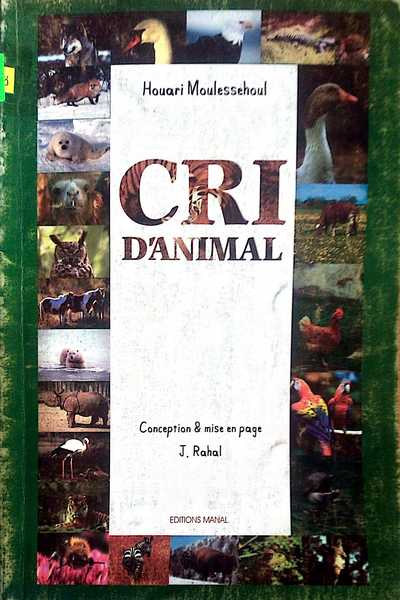 Houari Moulessehoul
CRI
D'ANIMAL
Conception & mise en page
J. Rahal
EDITIONS MANAL